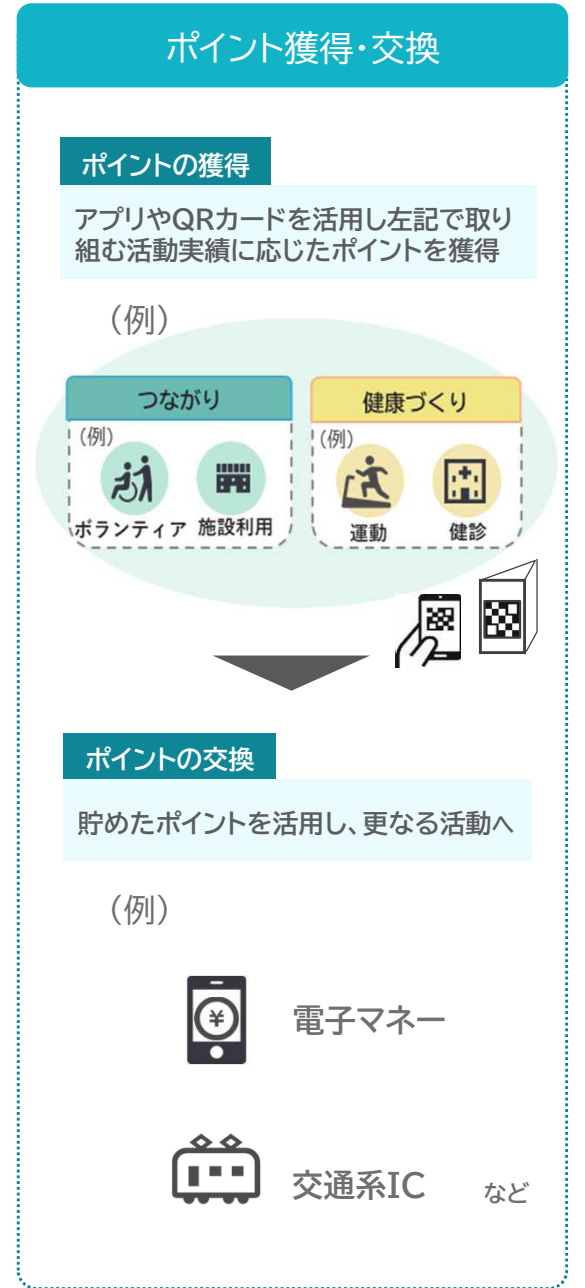 ポイント獲得・交換
ポイントの獲得
アプリやQRカードを活用し左記で取り
組む活動実績に応じたポイントを獲得
（例）
つながり
（例）
ボランティア 施設利用
健康づくり
（例）
運動 健診
ポイントの交換
貯めたポイントを活用し、更なる活動へ
（例）
¥
電子マネー
交通系IC など